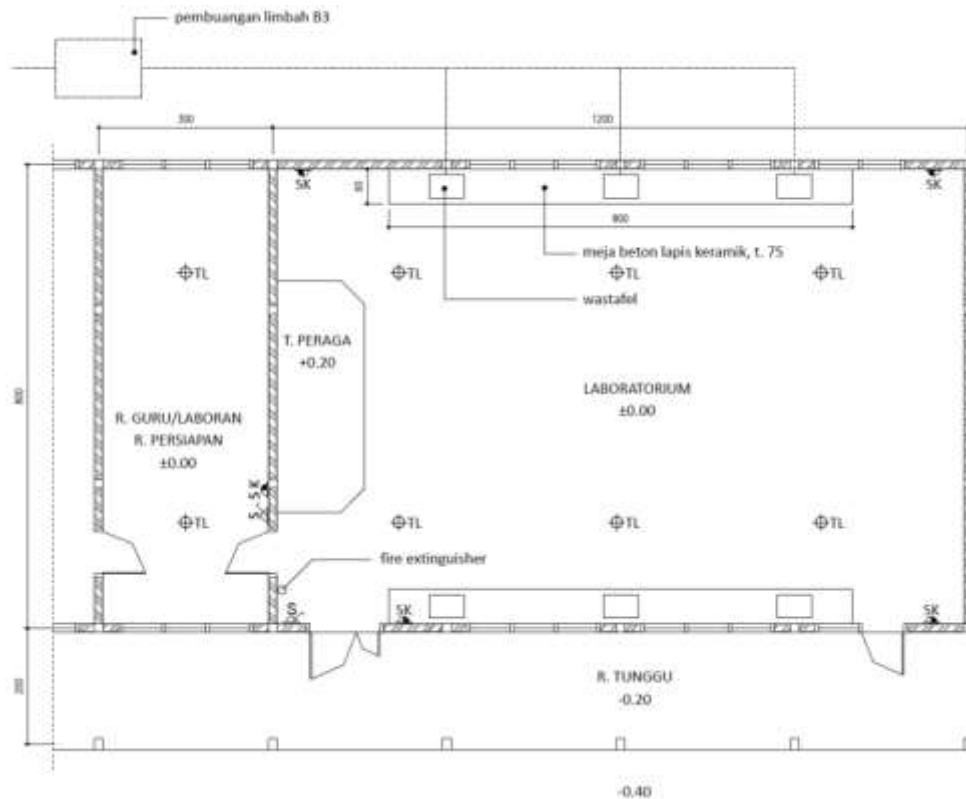 pembuangan limbah B3
300
1200
SK
SK
60
800
meja beton lapis keramik, t. 75
TL
TL
TL
TL
wastafel
T. PERAGA
+0.20
800
LABORATORIUM
±0.00
R. GURU/LABORAN
R. PERSIAPAN
±0.00
S - S K
TL
TL
TL
TL
fire extinguisher
S
SK
SK
200
R. TUNGGU
-0.20
-0.40